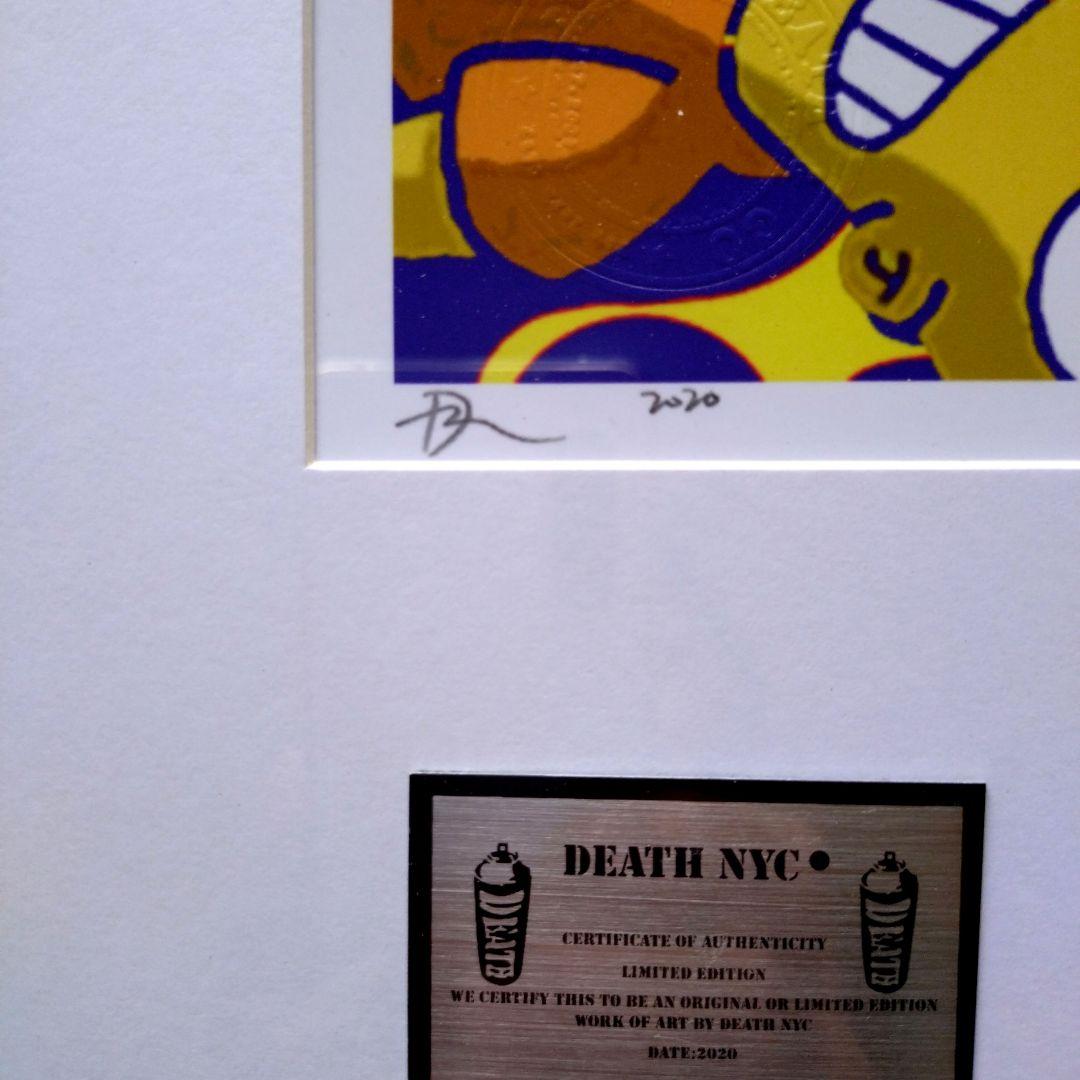 2020
DEATH NYC
DEATH
DEATH
CERTIFICATE OF AUTHENTICITY
LIMITED EDITION
WE CERTIFY THIS TO BE AN ORIGINAL OR LIMITED EDITION
WORK OF ART BY DEATH NYC
DATE:2020